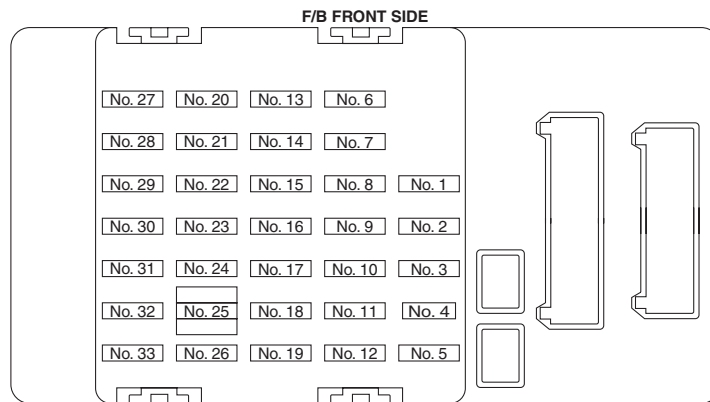 F/B FRONT SIDE
No. 27 No. 20 No. 13 No. 6
No. 28 No. 21 No. 14 No. 7
No. 29 No. 22 No. 15 No. 8 No. 1
No. 30 No. 23 No. 16 No. 9 No. 2
No. 31 No. 24 No. 17 No. 10 No. 3
No. 32 No. 25 No. 18 No. 11 No. 4
No. 33 No. 26 No. 19 No. 12 No. 5